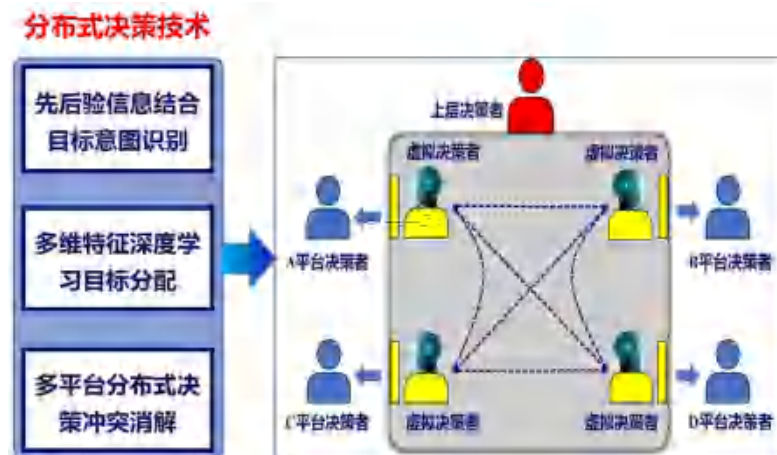 分布式决策技术
先后验信息结合
目标意图识别
多维特征深度学
习目标分配
多平台分布式决
策冲突消解
上层决策者
虚拟决策者
虚拟决策者
A平台决策者
B平台决策者
C平台决策者
虚拟决策者
虚拟决策者
D平台决策者